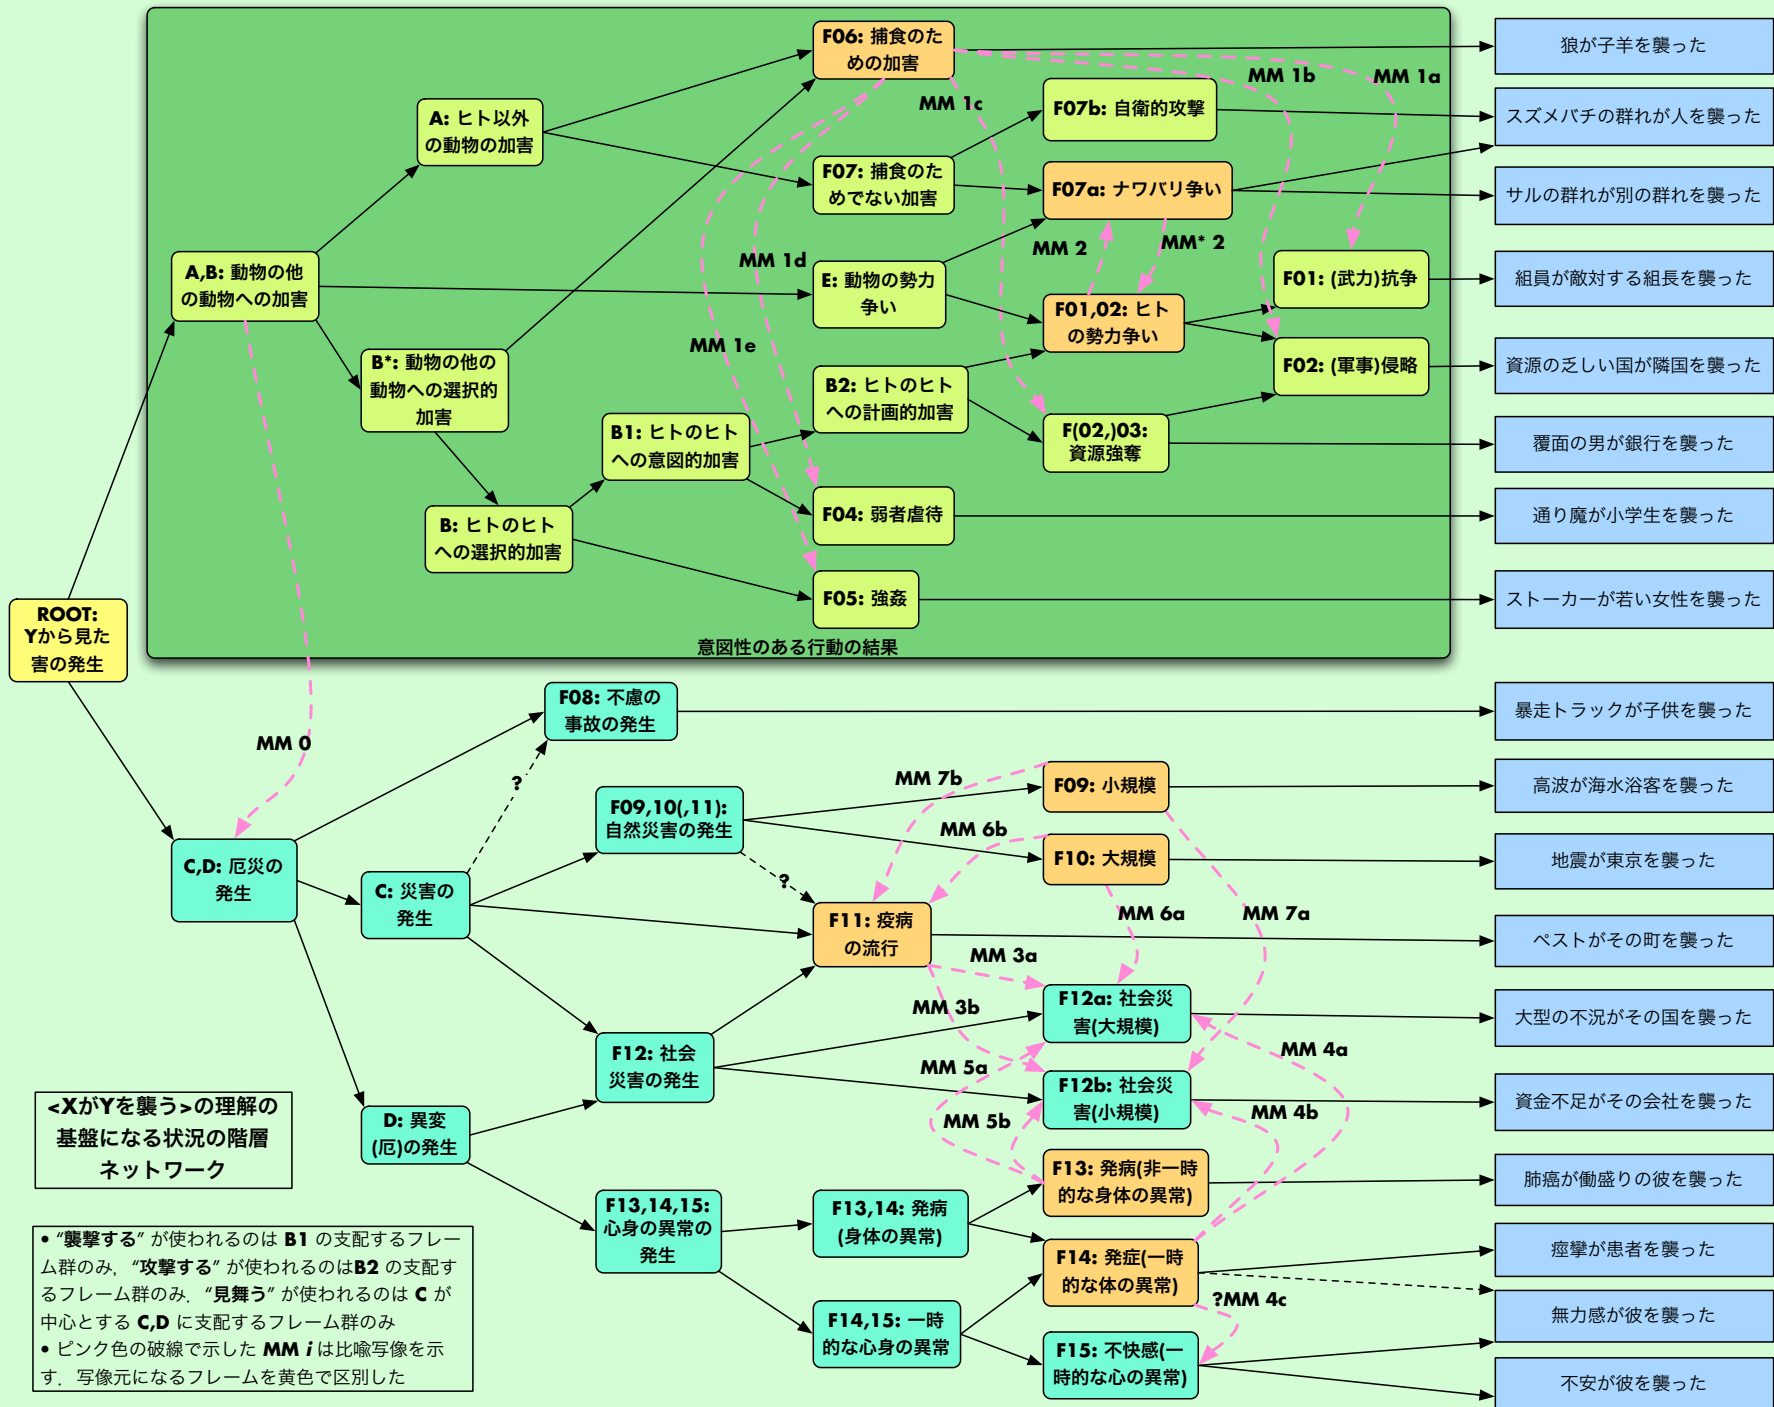 F06: 捕食のた
めの加害
狼が子羊を襲った
MM 1b
MM 1a
MM 1c
A: ヒト以外
の動物の加害
F07b: 自衛的攻撃
スズメバチの群れが人を襲った
F07: 捕食のた
めでない加害
F07a: ナワバリ争い
サルの群れが別の群れを襲った
MM 2
MM* 2
A,B: 動物の他
の動物への加害
MM 1d
E: 動物の勢力
争い
F01: (武力)抗争
組員が敵対する組長を襲った
F01,02: ヒト
の勢力争い
MM 1e
B*: 動物の他の
動物への選択的
加害
F02: (軍事)侵略
資源の乏しい国が隣国を襲った
B2: ヒトのヒト
への計画的加害
B1: ヒトのヒト
への意図的加害
F(02,)03:
資源強奪
覆面の男が銀行を襲った
B: ヒトのヒト
への選択的加害
F04: 弱者虐待
通り魔が小学生を襲った
F05: 強姦
ストーカーが若い女性を襲った
ROOT:
Yから見た
害の発生
意図性のある行動の結果
F08: 不慮の
事故の発生
暴走トラックが子供を襲った
MM 0
?
MM 7b
F09: 小規模
高波が海水浴客を襲った
F09,10(,11):
自然災害の発生
MM 6b
F10: 大規模
地震が東京を襲った
C,D: 厄災の
発生
C: 災害の
発生
?
F11: 疫病
の流行
MM 6a
MM 7a
ペストがその町を襲った
MM 3a
MM 3b
F12a: 社会災
害(大規模)
大型の不況がその国を襲った
F12: 社会
災害の発生
MM 5a
MM 4a
F12b: 社会災
害(小規模)
資金不足がその会社を襲った
MM 5b
MM 4b
<XがYを襲う>の理解の
基盤になる状況の階層
ネットワーク
D: 異変
(厄)の発生
F13: 発病(非一時
的な身体の異常)
肺癌が働盛りの彼を襲った
F13,14,15:
心身の異常の
発生
F13,14: 発病
(身体の異常)
F14: 発症(一時
的な体の異常)
痙攣が患者を襲った
?MM 4c
無力感が彼を襲った
F14,15: 一時
的な心身の異常
F15: 不快感(一
時的な心の異常)
不安が彼を襲った
• “襲撃する” が使われるのは B1 の支配するフレー
ム群のみ．“攻撃する” が使われるのはB2 の支配す
るフレーム群のみ．“見舞う” が使われるのは C が
中心とする C,D に支配するフレーム群のみ
• ピンク色の破線で示した MM i は比喩写像を示
す．写像元になるフレームを黄色で区別した